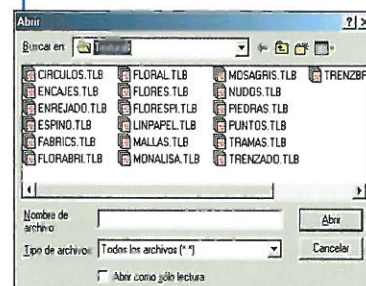 Abrir
Buscar en: Texturas
CIRCULOS.TLB FLORAL.TLB MOSAGRIS.TLB TRENZBR
ENCAJES.TLB FLORES.TLB NUDOS.TLB
ENREJADO.TLB FLORESPI.TLB PIEDRAS.TLB
ESPINO.TLB LINPAPEL.TLB PUNTOS.TLB
FABRICS.TLB MALLAS.TLB TRAMAS.TLB
FLORABRI.TLB MONALISA.TLB TRENZADO.TLB
Nombre de archivo: Abrir
Tipo de archivos: Todos los archivos (*.*) Cancelar
Abrir como sólo lectura